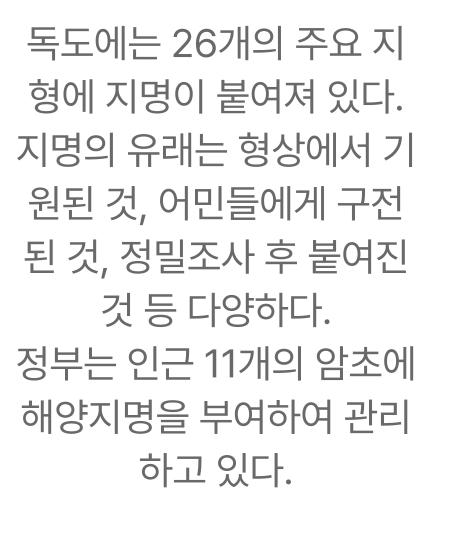 독도에는 26개의 주요 지
형에 지명이 붙여져 있다.
지명의 유래는 형상에서 기
원된 것, 어민들에게 구전
된 것, 정밀조사 후 붙여진
것 등 다양하다.
정부는 인근 11개의 암초에
해양지명을 부여하여 관리
하고 있다.